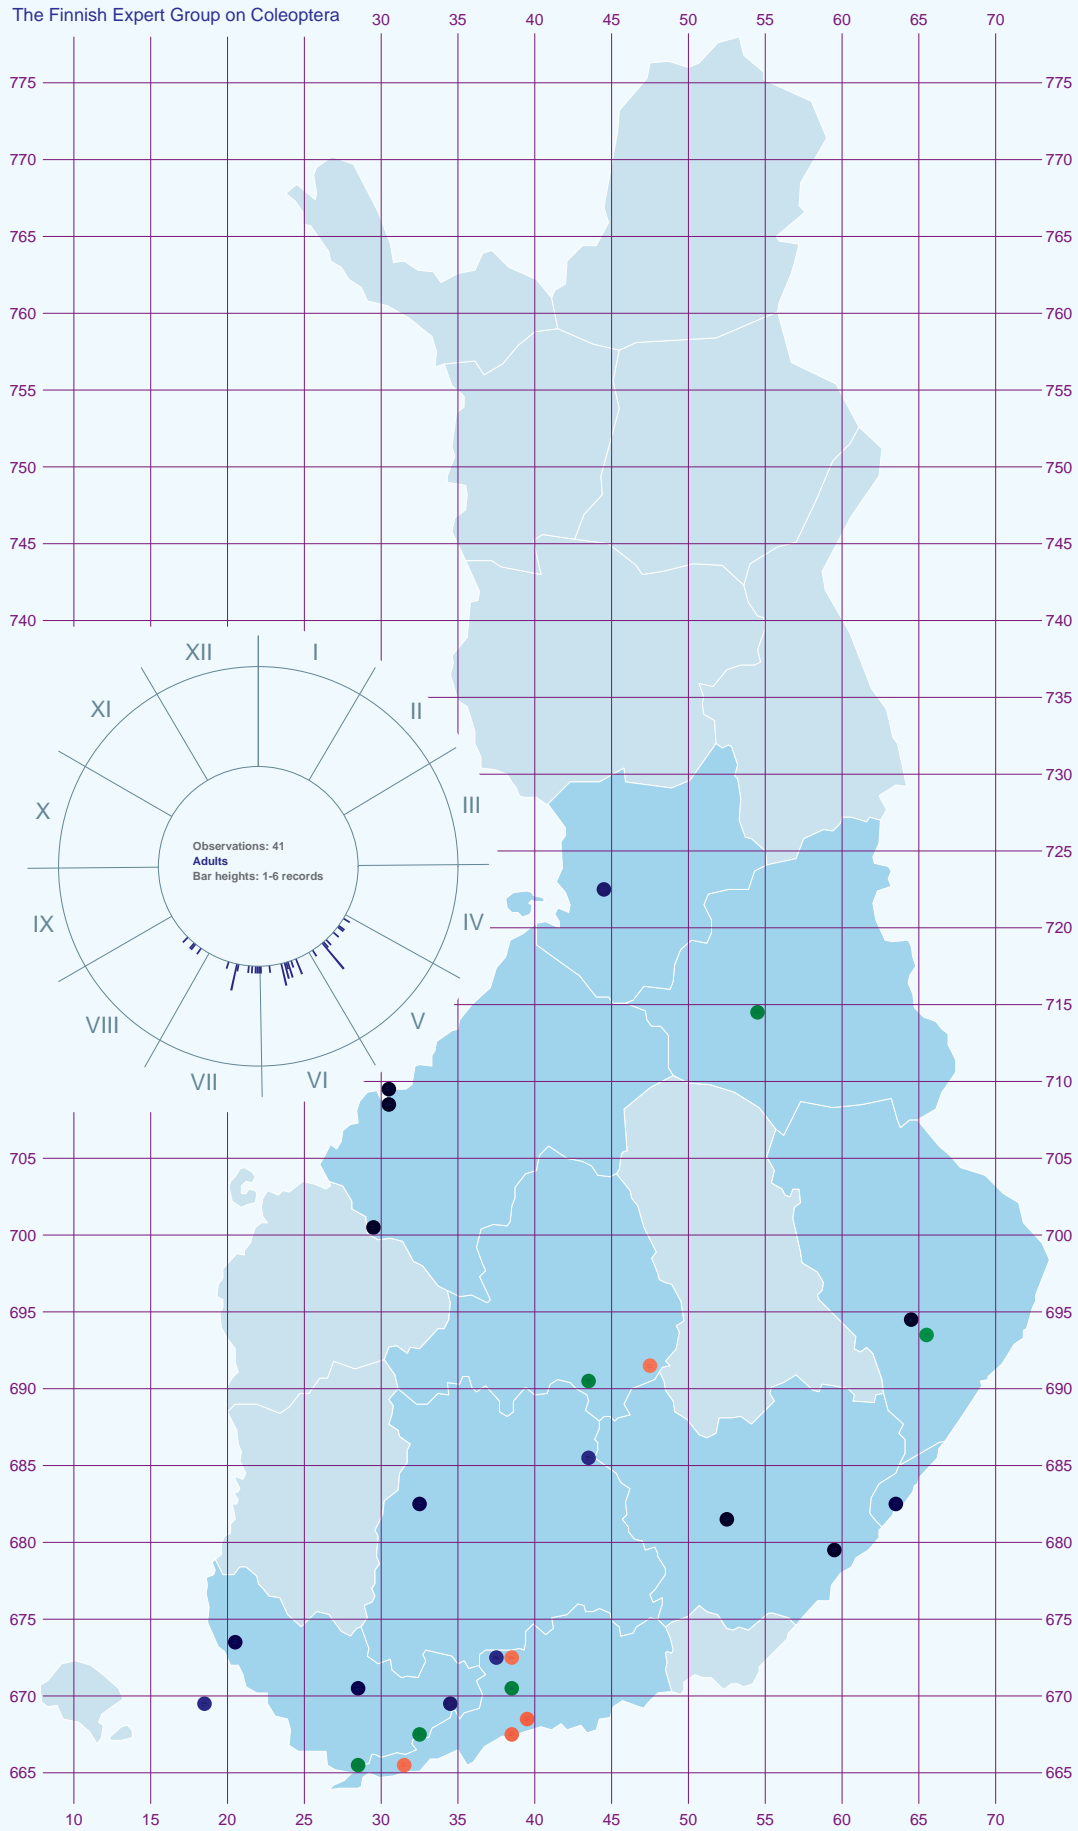 The Finnish Expert Group on Coleoptera
30 40 45 50 55 60 65 70
775 775
770 770
765 765
760 760
755 755
750 750
745 745
740 740
XII I
XI II
735
730
X III
Observations: 41
Adults
Bar heights: 1-6 records
725
IX IV
720
715
VIII V
VII VI
710
705 705
700 700
695 695
690 690
685 685
680 680
675 675
670 670
665 665
10 15 20 25 30 35 40 45 50 55 60 65 70